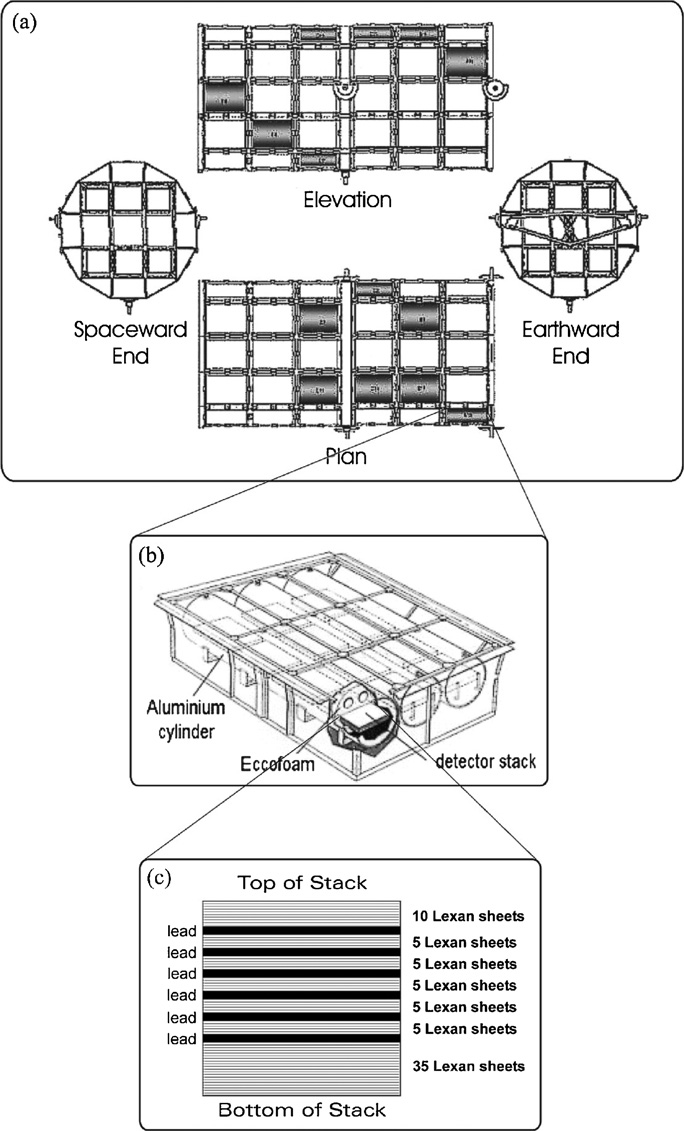 (a)
Elevation
Spaceward
End
Earthward
End
Plan
(b)
Aluminium
cylinder
Eccofoam
detector stack
(c)
Top of Stack
10 Lexan sheets
lead
5 Lexan sheets
lead
5 Lexan sheets
lead
5 Lexan sheets
lead
5 Lexan sheets
lead
5 Lexan sheets
lead
35 Lexan sheets
Bottom of Stack